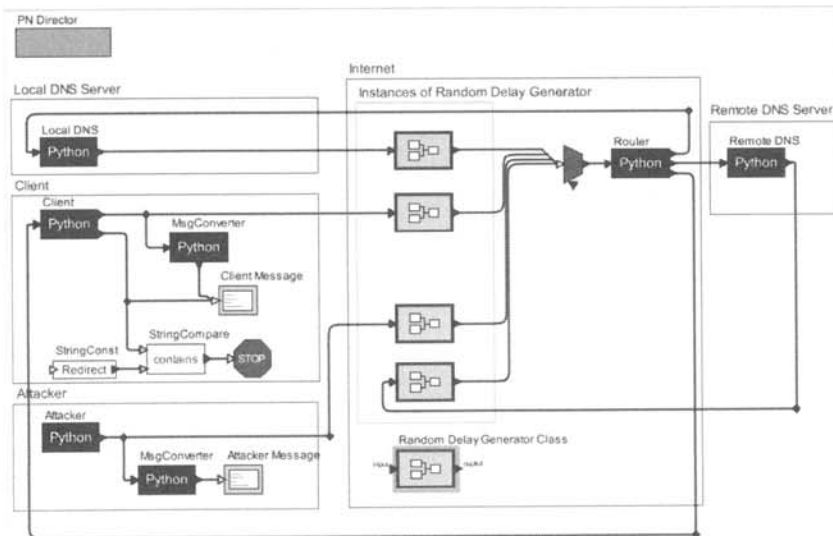 PN Director
Internet
Local DNS Server
Instances of Random Delay Generator
Remote DNS Server
Local DNS
Python
Router
Python
Remote DNS
Python
Client
Client
Python
MsgConverter
Python
Client Message
StringCompare
StringConst
contains
STOP
Redirect
Attacker
Attacker
Python
MsgConverter
Python
Attacker Message
Random Delay Generator Class
input
output